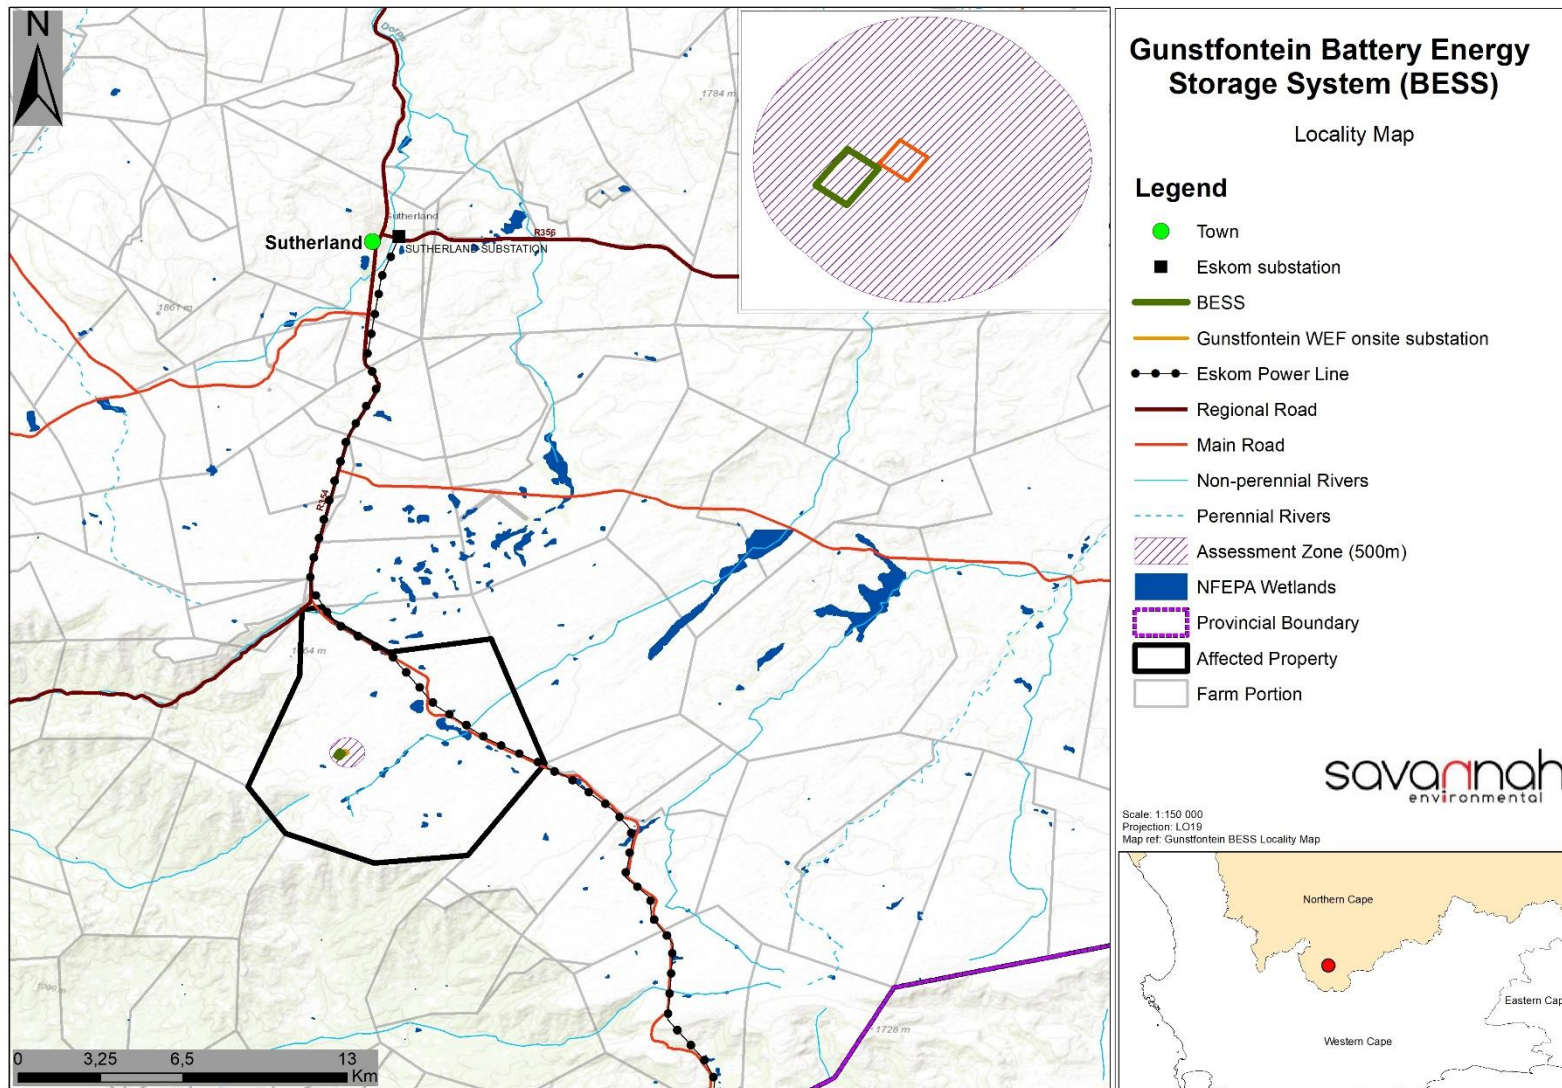 N
Dorps
1784 m
Sutherland
Sutherland
R356
SUTHERLAND SUBSTATION
1861 m
R354
1728 m
0
3,25
6,5
13
Km
Gunstfontein Battery Energy
Storage System (BESS)
Locality Map
Legend
Town
Eskom substation
BESS
Gunstfontein WEF onsite substation
Eskom Power Line
Regional Road
Main Road
Non-perennial Rivers
Perennial Rivers
Assessment Zone (500m)
NFEPA Wetlands
Provincial Boundary
Affected Property
Farm Portion
savannah
environmental
Scale: 1:150 000
Projection: LO19
Map ref: Gunstfontein BESS Locality Map
Northern Cape
Eastern Cap
Western Cape